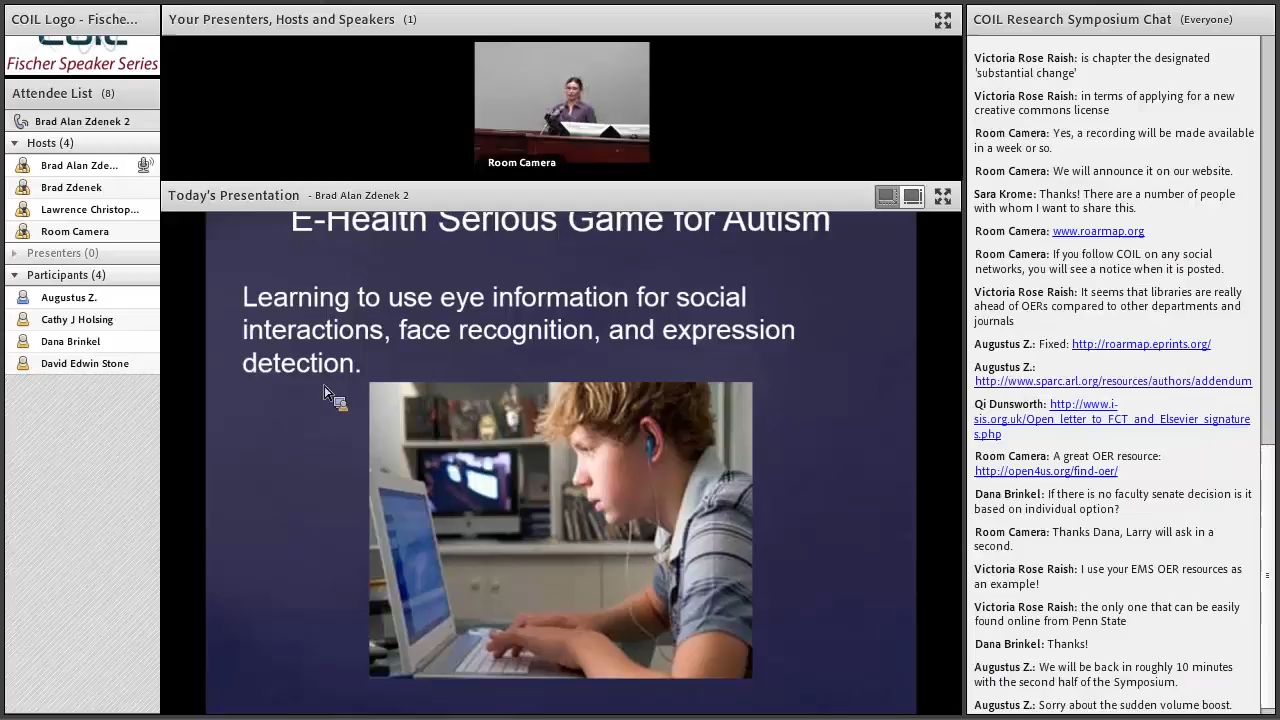 COIL Logo - Fische...
COIL
Fischer Speaker Series
Attendee List (8)
Brad Alan Zdenek 2
Hosts (4)
Brad Alan Zde...
Brad Zdenek
Lawrence Christop...
Room Camera
Presenters (0)
Participants (4)
Augustus Z.
Cathy J Holsing
Dana Brinkel
David Edwin Stone
Your Presenters, Hosts and Speakers (1)
Room Camera
Today's Presentation - Brad Alan Zdenek 2
E-Health Serious Game for Autism
Learning to use eye information for social
interactions, face recognition, and expression
detection.
COIL Research Symposium Chat (Everyone)
Victoria Rose Raish: is chapter the designated
'substantial change'
Victoria Rose Raish: in terms of applying for a new
creative commons license
Room Camera: Yes, a recording will be made available
in a week or so.
Room Camera: We will announce it on our website.
Sara Krome: Thanks! There are a number of people
with whom I want to share this.
Room Camera: www.roarmap.org
Room Camera: If you follow COIL on any social
networks, you will see a notice when it is posted.
Victoria Rose Raish: It seems that libraries are really
ahead of OERs compared to other departments and
journals
Augustus Z.: Fixed: http://roarmap.eprints.org/
Augustus Z.:
http://www.sparc.arl.org/resources/authors/addendum
Qi Dunsworth: http://www.i-
sis.org.uk/Open_letter_to_FCT_and_Elsevier_signature
s.php
Room Camera: A great OER resource:
http://open4us.org/find-oer/
Dana Brinkel: If there is no faculty senate decision is it
based on individual option?
Room Camera: Thanks Dana, Larry will ask in a
second.
Victoria Rose Raish: I use your EMS OER resources as
an example!
Victoria Rose Raish: the only one that can be easily
found online from Penn State
Dana Brinkel: Thanks!
Augustus Z.: We will be back in roughly 10 minutes
with the second half of the Symposium.
Augustus Z.: Sorry about the sudden volume boost.